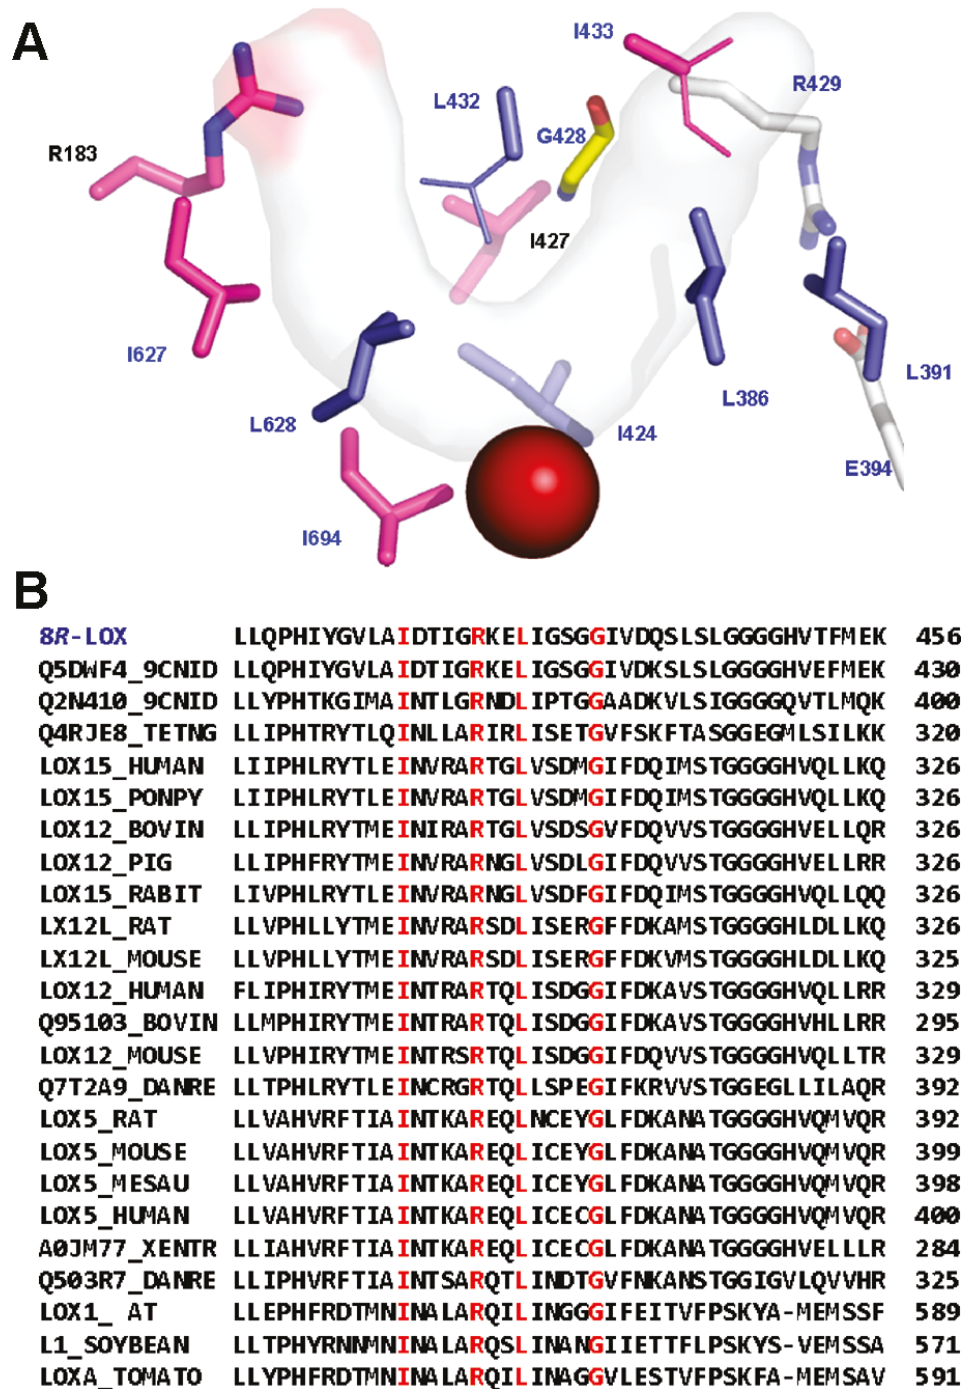 A
I433
R429
L432
G428
R183
I427
I627
L386
L391
L628
I424
E394
I694
B
8R-LOX LLQPHIYGVLAIDTIGRKELIGSGGIVDQSLSLGGGGHVTFMEK 456
Q5DWF4_9CNID LLQPHIYGVLAIDTIGRKELIGSGGIVDKSLSLGGGGHVEFMEK 430
Q2N410_9CNID LLYPHTKGIMAINTLGRNDLIPTGGAADKVLSIGGGGQVTLMQK 400
Q4RJE8_TETNG LLIPHTRYTLQINLLARIRLISETGVFSKFTASGGEGMLSILKK 320
LOX15_HUMAN LIIPHLRYTLEINVRARTGLVSDMGIFDQIMSTGGGGHVQLLKQ 326
LOX15_PONPY LIIPHLRYTLEINVRARTGLVSDMGIFDQIMSTGGGGHVQLLKQ 326
LOX12_BOVIN LLIPHLRYTMEINIRARTGLVSDSGVFDQVVSTGGGGHVELLQR 326
LOX12_PIG LLIPHFRYTMEINVRARNGLVSDLGIFDQVVSTGGGGHVELLRR 326
LOX15_RABIT LIVPHLRYTLEINVRARNGLVSDFGIFDQIMSTGGGGHVQLLQQ 326
LX12L_RAT LLVPHLLYTMEINVRARSDLISERGFFDKAMSTGGGGHLDLLKQ 326
LX12L_MOUSE LLVPHLLYTMEINVRARSDLISERGFFDKVMSTGGGGHLDLLKQ 325
LOX12_HUMAN FLIPHIRYTMEINTRARTQLISDGGIFDKAVSTGGGGHVQLLRR 329
Q95103_BOVIN LLMPHIRYTMEINTRARTQLISDGGIFDKAVSTGGGGHVHLLRR 295
LOX12_MOUSE LLVPHIRYTMEINTRSRTQLISDGGIFDQVVSTGGGGHVQLLTR 329
Q7T2A9_DANRE LLTPHLRYTLEINCRGRTQLLSPEGIFKRVVSTGGEGLLILAQR 392
LOX5_RAT LLVAHVRFTIAINTKAREQLNCEYGLFDKANATGGGGHVQMVQR 392
LOX5_MOUSE LLVAHVRFTIAINTKAREQLICEYGLFDKANATGGGGHVQMVQR 399
LOX5_MESAU LLVAHVRFTIAINTKAREQLICEYGLFDKANATGGGGHVQMVQR 398
LOX5_HUMAN LLVAHVRFTIAINTKAREQLICECGLFDKANATGGGGHVQMVQR 400
A0JM77_XENTR LLIAHVRFTIAINTKAREQLICECGLFDKANATGGGGHVELLLR 284
Q503R7_DANRE LLIPHVRFTIAINTSARQTLINDTGVFNKANSTGGIGVLQVVHR 325
LOX1_ AT LLEPHFRDTMNINALARQILINGGGIFEITVFPSKYA-MEMSSF 589
L1_SOYBEAN LLTPHYRNNMNINALARQSLINANGIIETTFLPSKYS-VEMSSA 571
LOXA_TOMATO LLYPHFRDTMNINALARQILINAGGVLESTVFPSKFA-MEMSAV 591